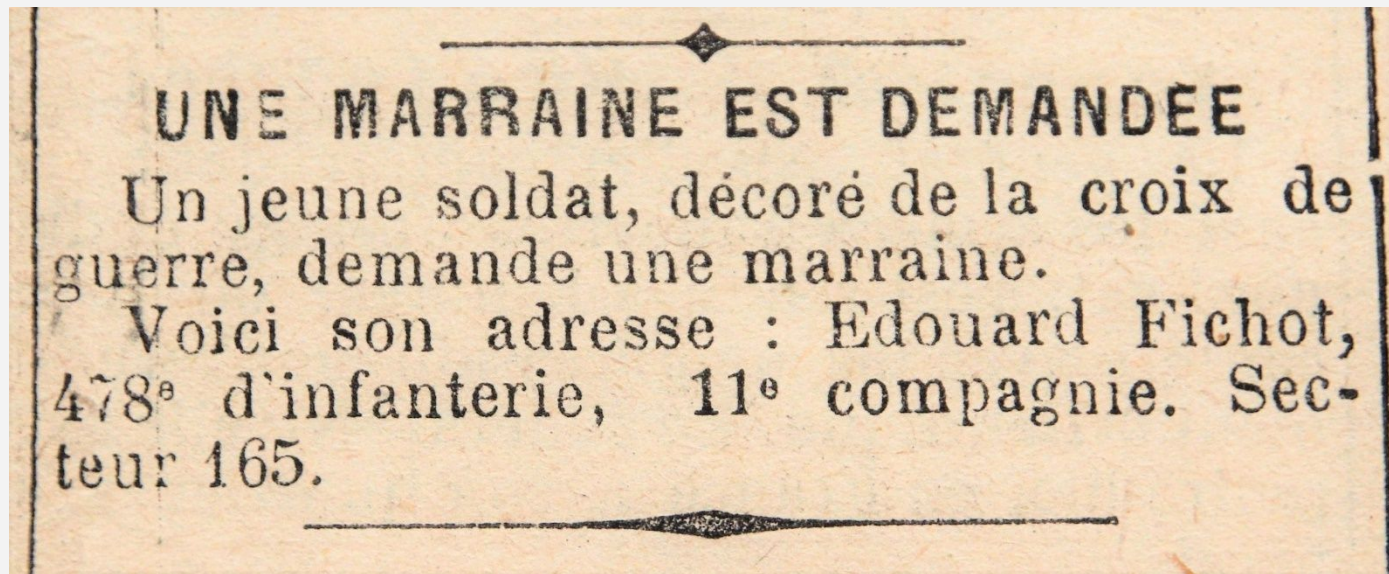 UNE MARRAINE EST DEMANDÉE
Un jeune soldat, décoré de la croix de
guerre, demande une marraine.
Voici son adresse : Edouard Fichot,
478e d'infanterie, 11e compagnie. Sec-
teur 165.